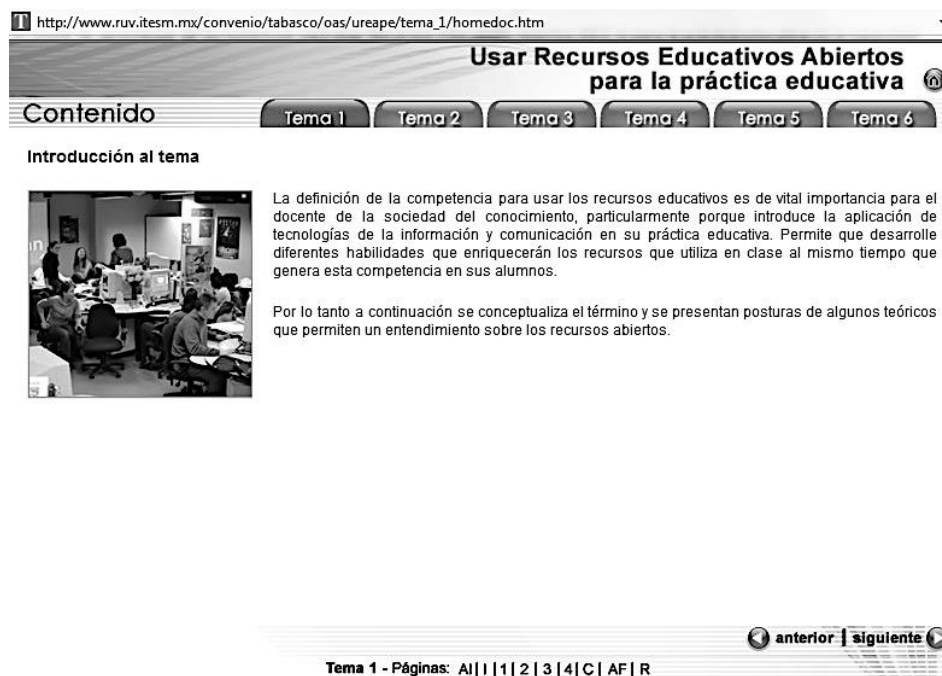 http://www.ruv.itesm.mx/convenio/tabasco/oas/ureape/tema_1/homedoc.htm
Usar Recursos Educativos Abiertos
para la práctica educativa
Contenido
Tema 1 Tema 2 Tema 3 Tema 4 Tema 5 Tema 6
Introducción al tema
La definición de la competencia para usar los recursos educativos es de vital importancia para el
docente de la sociedad del conocimiento, particularmente porque introduce la aplicación de
tecnologías de la información y comunicación en su práctica educativa. Permite que desarrolle
diferentes habilidades que enriquecerán los recursos que utiliza en clase al mismo tiempo que
genera esta competencia en sus alumnos.
Por lo tanto a continuación se conceptualiza el término y se presentan posturas de algunos teóricos
que permiten un entendimiento sobre los recursos abiertos.
anterior | siguiente
Tema 1 - Páginas: AI | I | 1 | 2 | 3 | 4 | C | AF | R